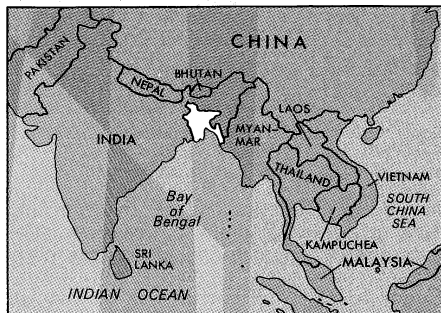 CHINA
PAKISTAN
NEPAL
BHUTAN
LAOS
INDIA
MYAN-
MAR
THAILAND
VIETNAM
Bay
of
Bengal
SOUTH
CHINA
SEA
KAMPUCHEA
SRI
LANKA
MALAYSIA
INDIAN OCEAN